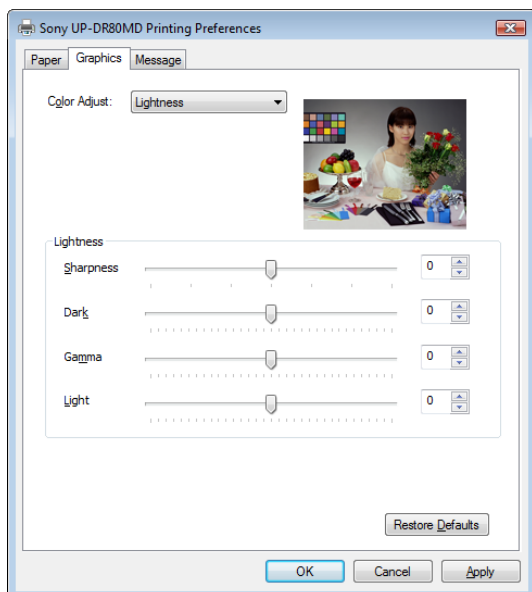 Sony UP-DR80MD Printing Preferences
Paper Graphics Message
Color Adjust: Lightness
Lightness
Sharpness 0
Dark 0
Gamma 0
Light 0
Restore Defaults
OK Cancel Apply